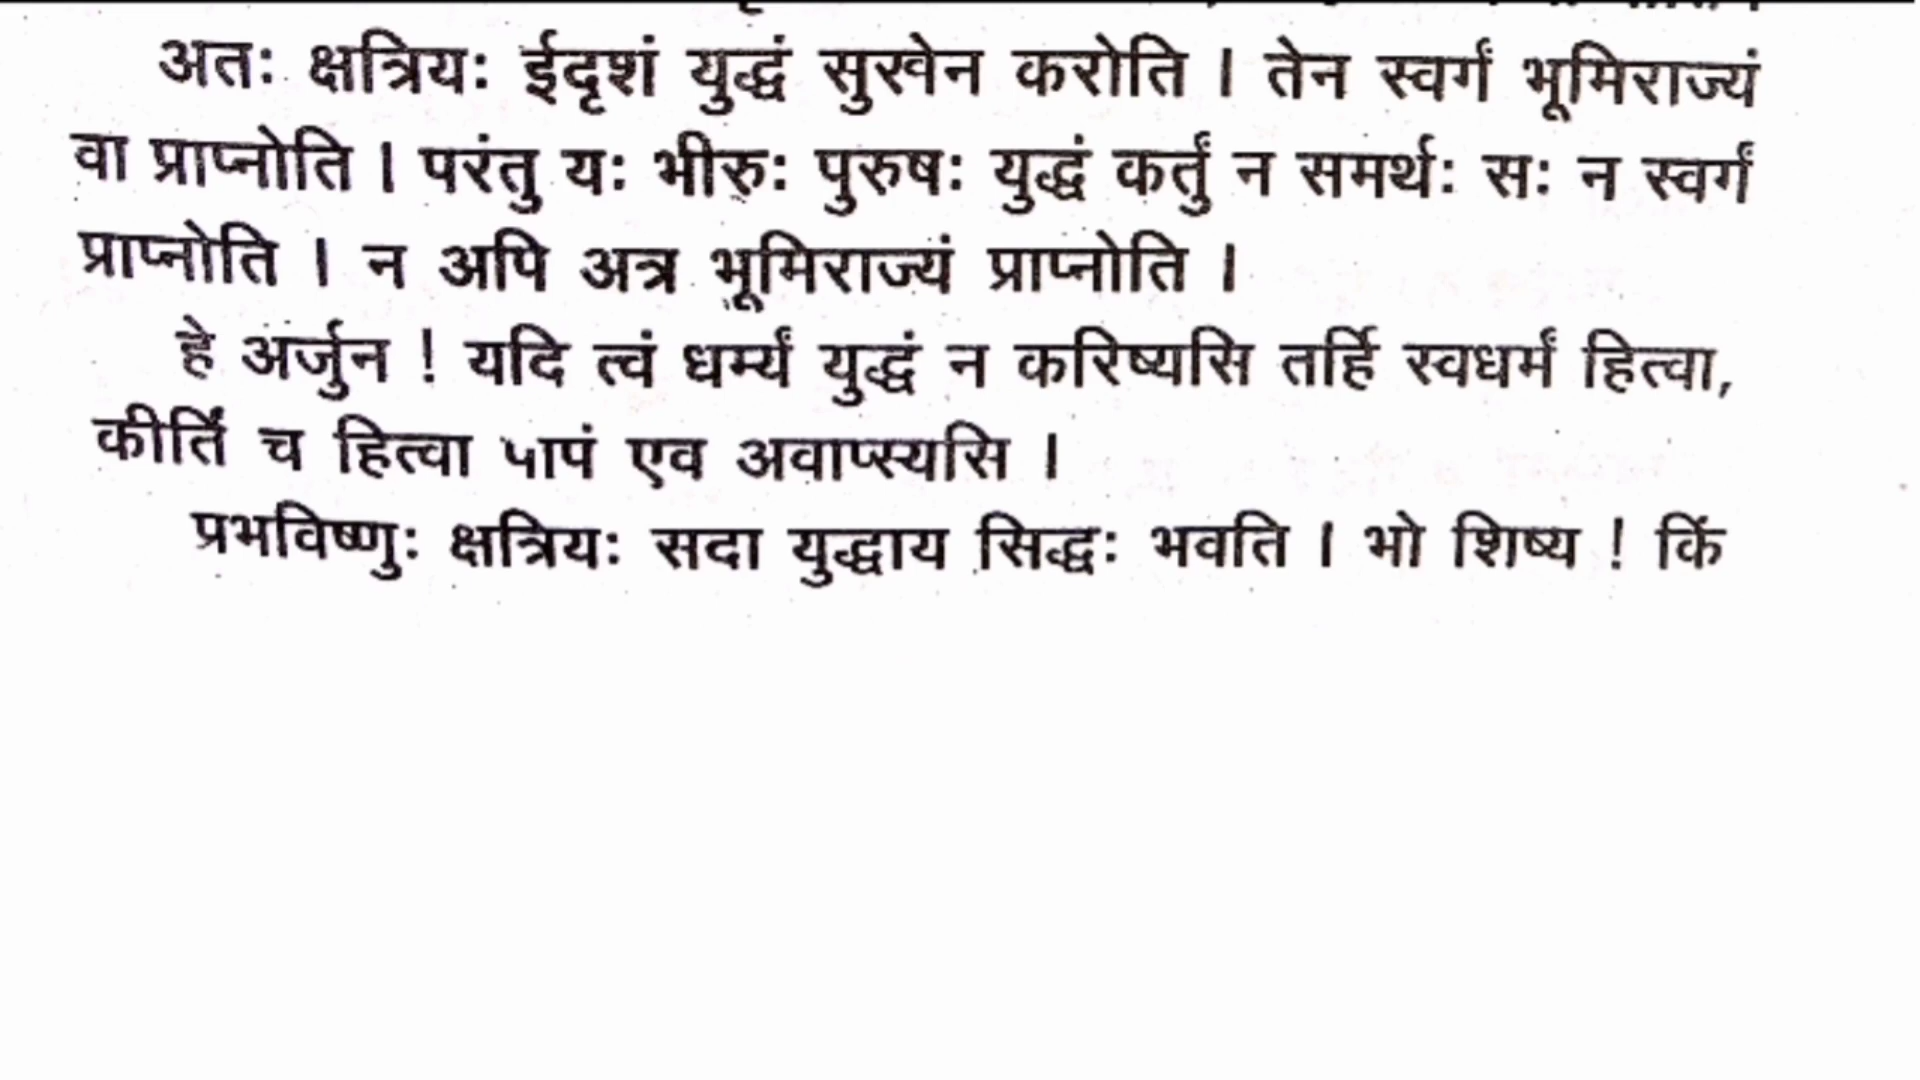 अतः क्षत्रियः ईदृशं युद्धं सुखेन करोति । तेन स्वर्गं भूमिराज्यं
वा प्राप्नोति । परंतु यः भीरुः पुरुषः युद्धं कर्तुं न समर्थः सः न स्वर्गं
प्राप्नोति । न अपि अत्र भूमिराज्यं प्राप्नोति ।
हे अर्जुन ! यदि त्वं धर्म्यं युद्धं न करिष्यसि तर्हि स्वधर्मं हित्वा,
कीर्तिं च हित्वा पापं एव अवाप्स्यसि ।
प्रभविष्णुः क्षत्रियः सदा युद्धाय सिद्धः भवति । भो शिष्य ! किं